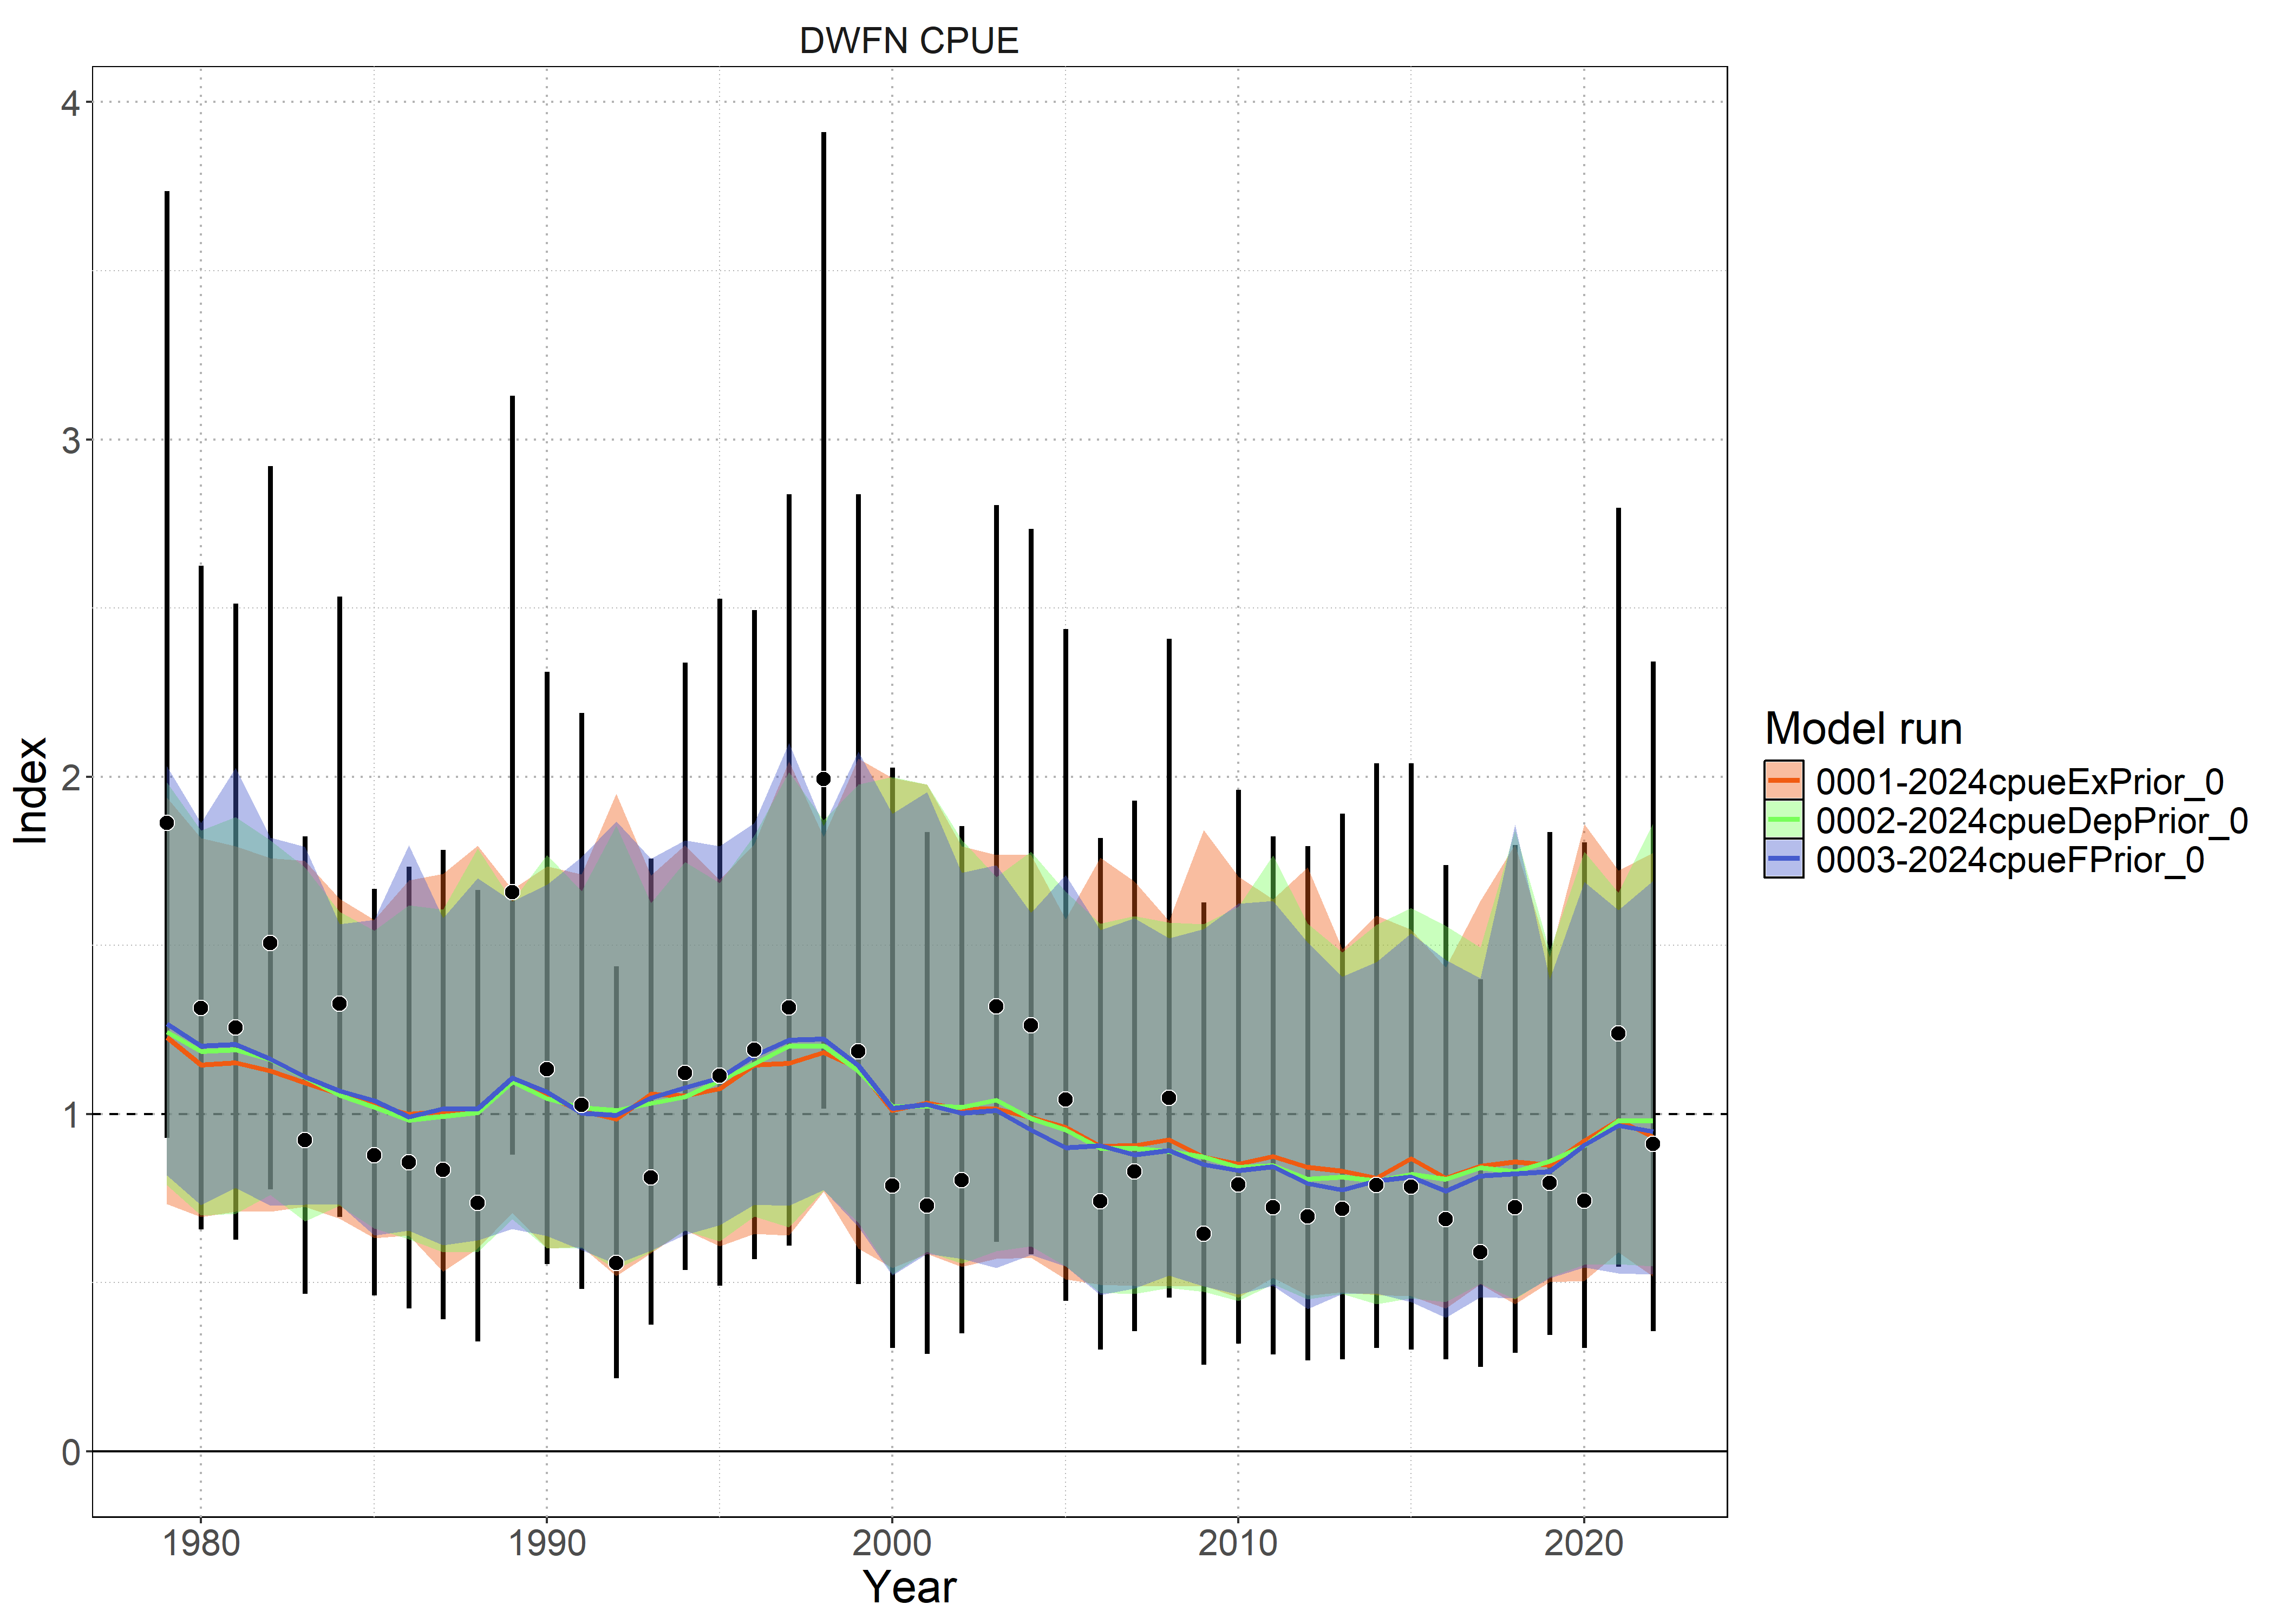 DWFN CPUE
4
3
2
1
0
Index
1980
1990
2000
2010
2020
Year
Model run
0001-2024cpueExPrior_0
0002-2024cpueDepPrior_0
0003-2024cpueFPrior_0